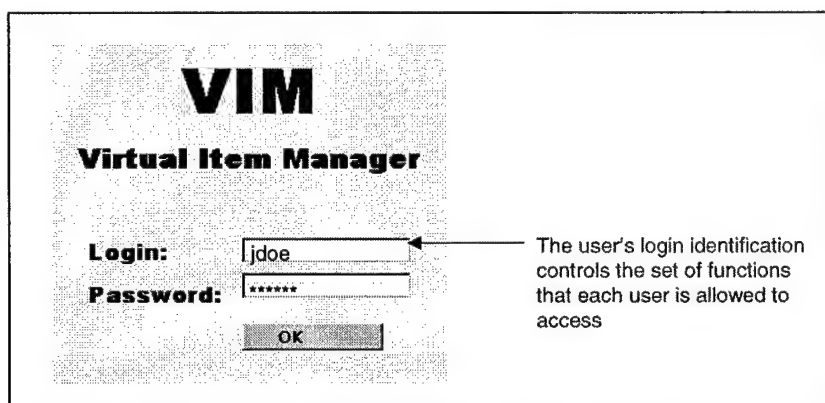 VIM
Virtual Item Manager
Login: jdoe
Password: ******
OK
The user's login identification
controls the set of functions
that each user is allowed to
access